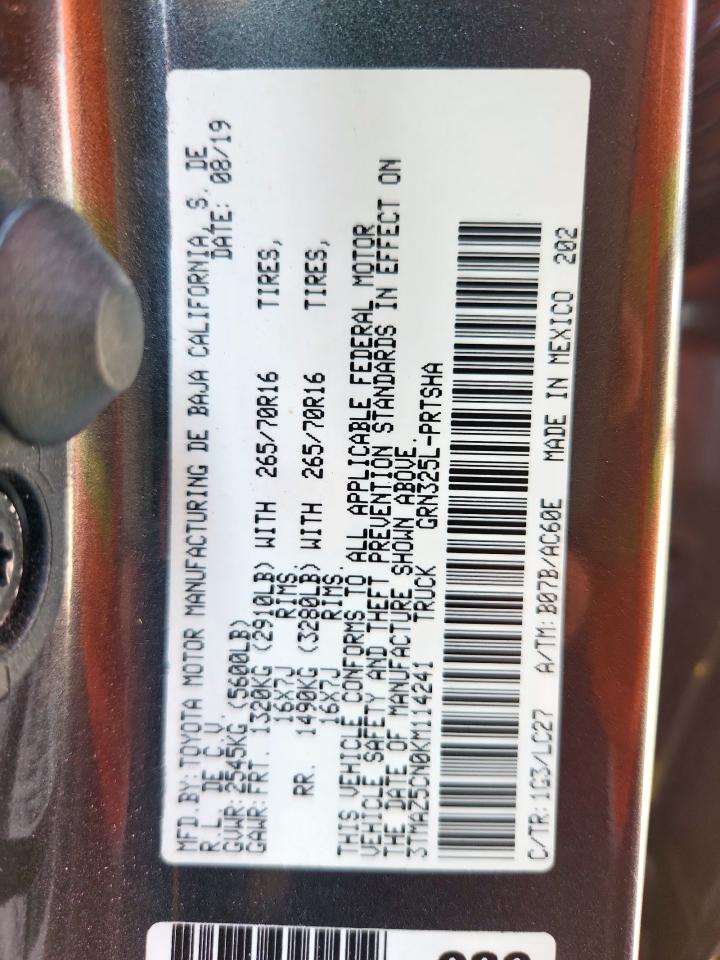 MFD.BY:TOYOTA MOTOR MANUFACTURING DE BAJA CALIFORNIA, S. DE
R.L. DE C.V. DATE: 08/19
GVWR:2545KG (5600LB)
GAWR:FRT. 1320KG (2910LB) WITH 265/70R16 TIRES,
16X7J RIMS
RR. 1490KG (3280LB) WITH 265/70R16 TIRES,
16X7J RIMS.
THIS VEHICLE CONFORMS TO ALL APPLICABLE FEDERAL MOTOR
VEHICLE SAFETY AND THEFT PREVENTION STANDARDS IN EFFECT ON
THE DATE OF MANUFACTURE SHOWN ABOVE.
3TMAZ5CN0KM114241 TRUCK GRN325L-PRTSHA
C/TR:1G3/LC27 A/TM:B07B/AC60E MADE IN MEXICO 202